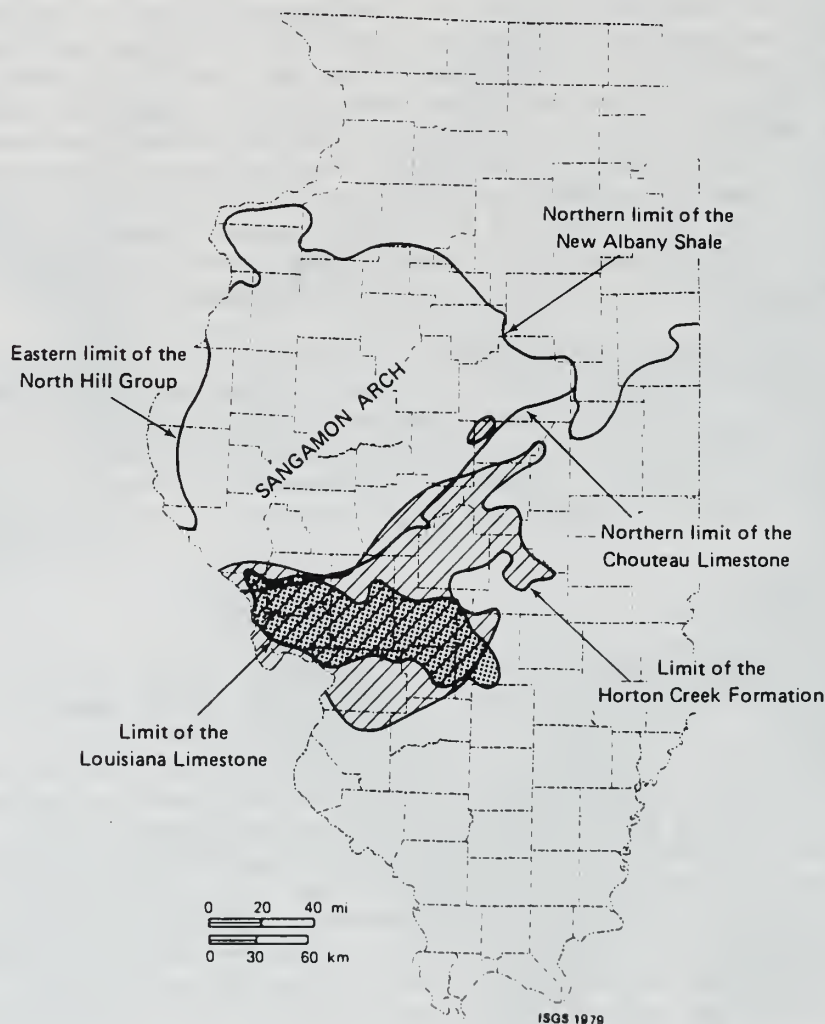 Northern limit of the
New Albany Shale
Eastern limit of the
North Hill Group
SANGAMON ARCH
Northern limit of the
Chouteau Limestone
Limit of the
Horton Creek Formation
Limit of the
Louisiana Limestone
0 20 40 mi
0 30 60 km
ISGS 1979